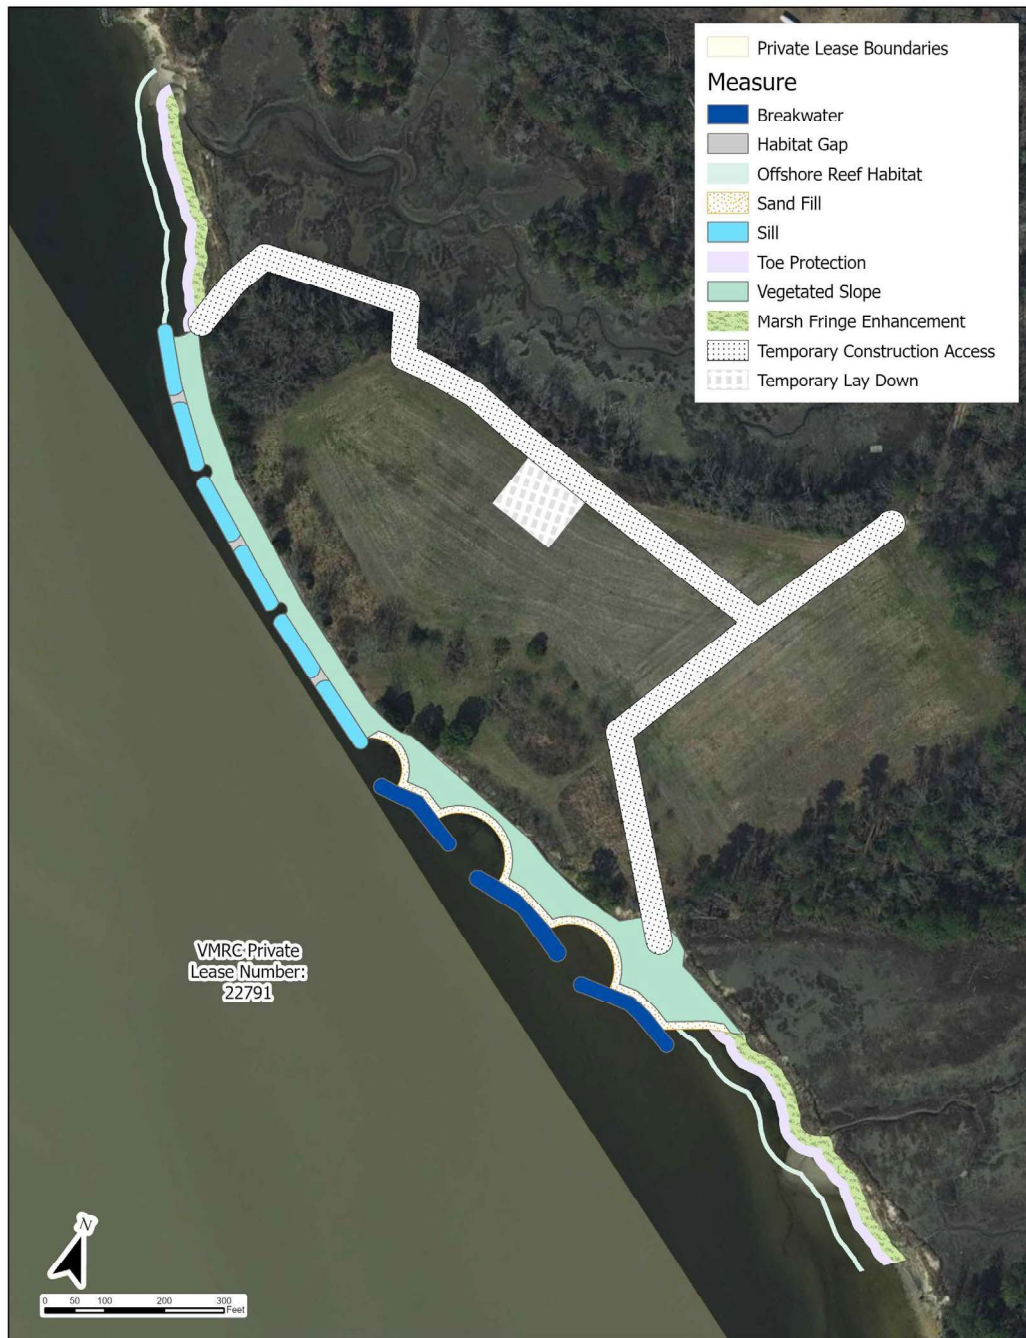 Private Lease Boundaries
Measure
Breakwater
Habitat Gap
Offshore Reef Habitat
Sand Fill
Sill
Toe Protection
Vegetated Slope
Marsh Fringe Enhancement
Temporary Construction Access
Temporary Lay Down
VMRC Private
Lease Number:
22791
N
0 50 100 200 300
Feet